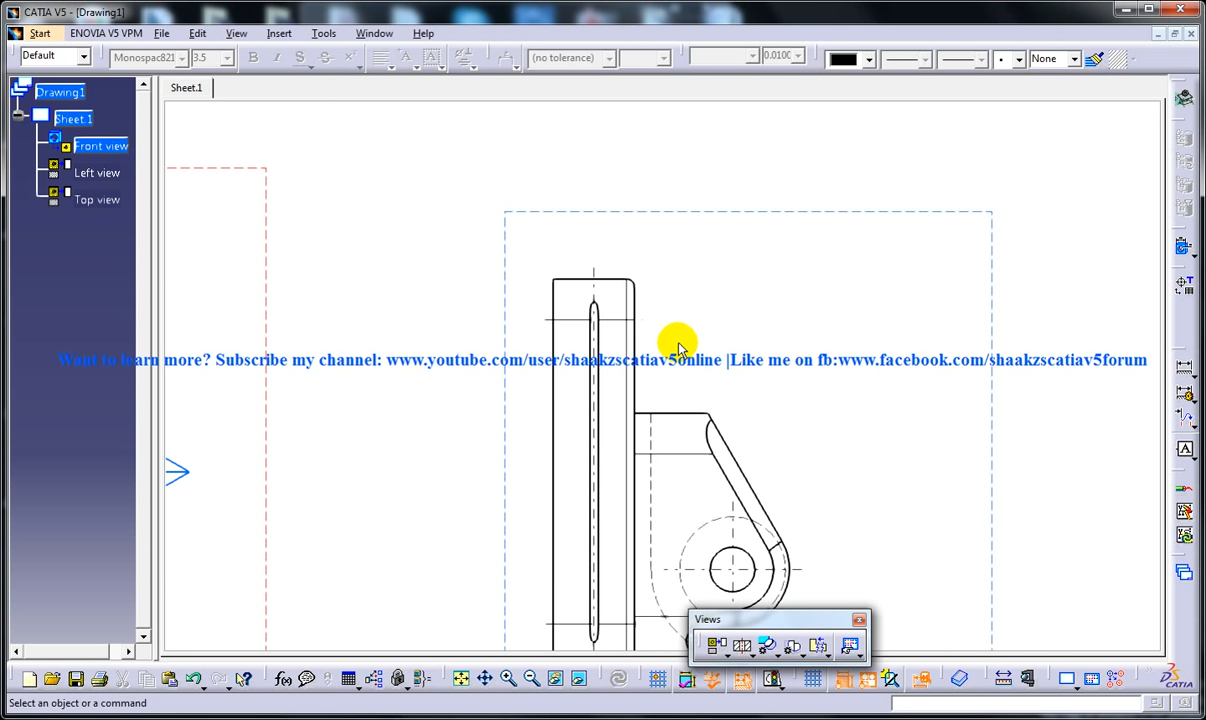 CATIA V5 - [Drawing1]
Start ENOVIA V5 VPM File Edit View Insert Tools Window Help
Default Monospac821 3.5 B I S S (no tolerance) 0.0100 None
Drawing1
Sheet.1
Sheet.1
Front view
Left view
Top view
Want to learn more? Subscribe my channel: www.youtube.com/user/shaakzscatiav5online |Like me on fb:www.facebook.com/shaakzscatiav5forum
Views
Select an object or a command
CATIA